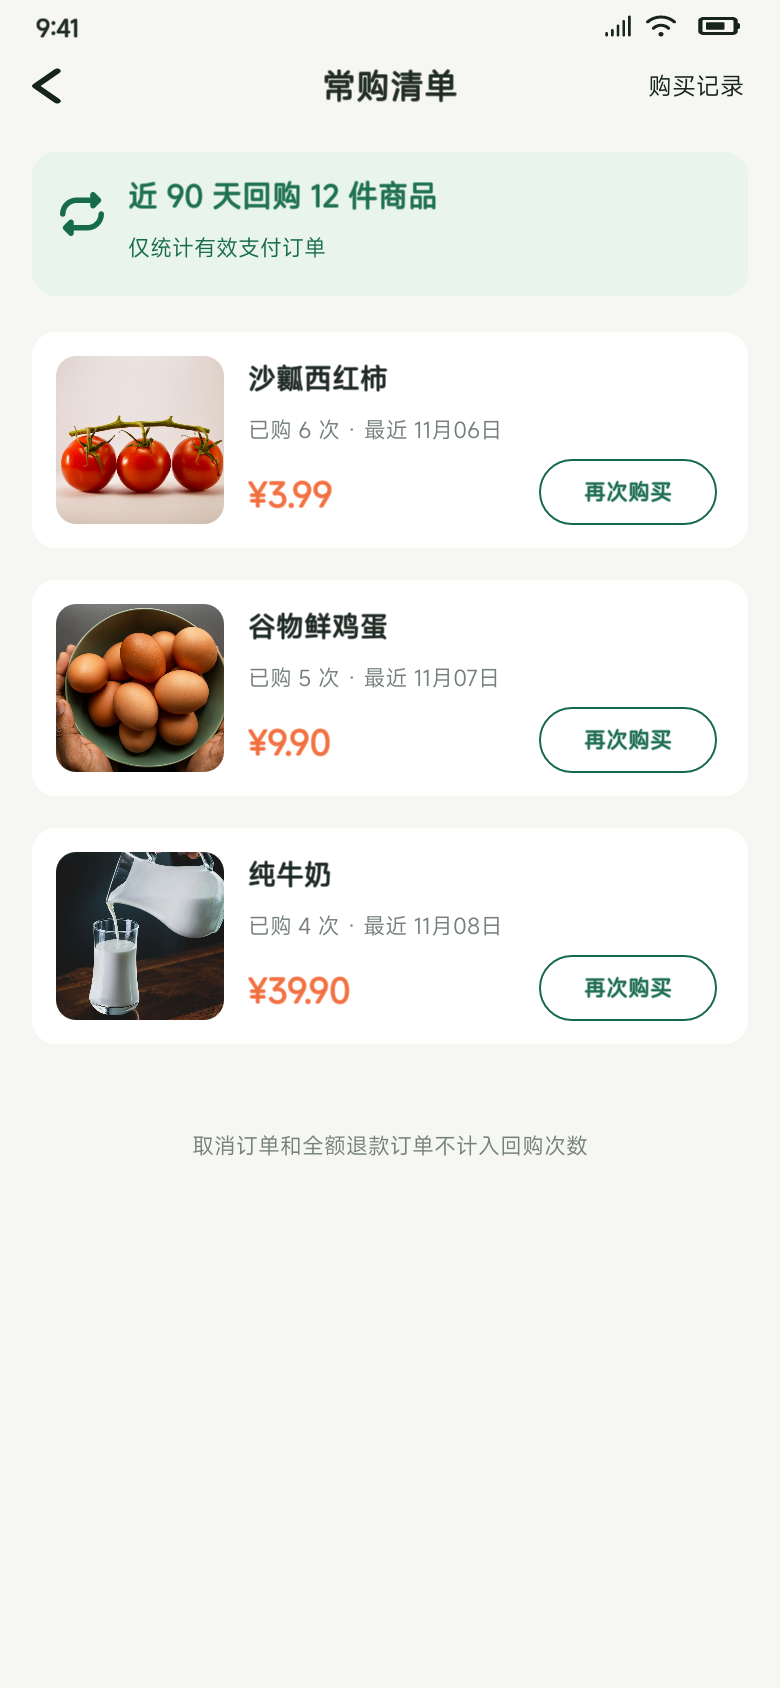 9:41
常购清单
购买记录
近 90 天回购 12 件商品
仅统计有效支付订单
沙瓤西红柿
已购 6 次 · 最近 11月06日
¥3.99
再次购买
谷物鲜鸡蛋
已购 5 次 · 最近 11月07日
¥9.90
再次购买
纯牛奶
已购 4 次 · 最近 11月08日
¥39.90
再次购买
取消订单和全额退款订单不计入回购次数